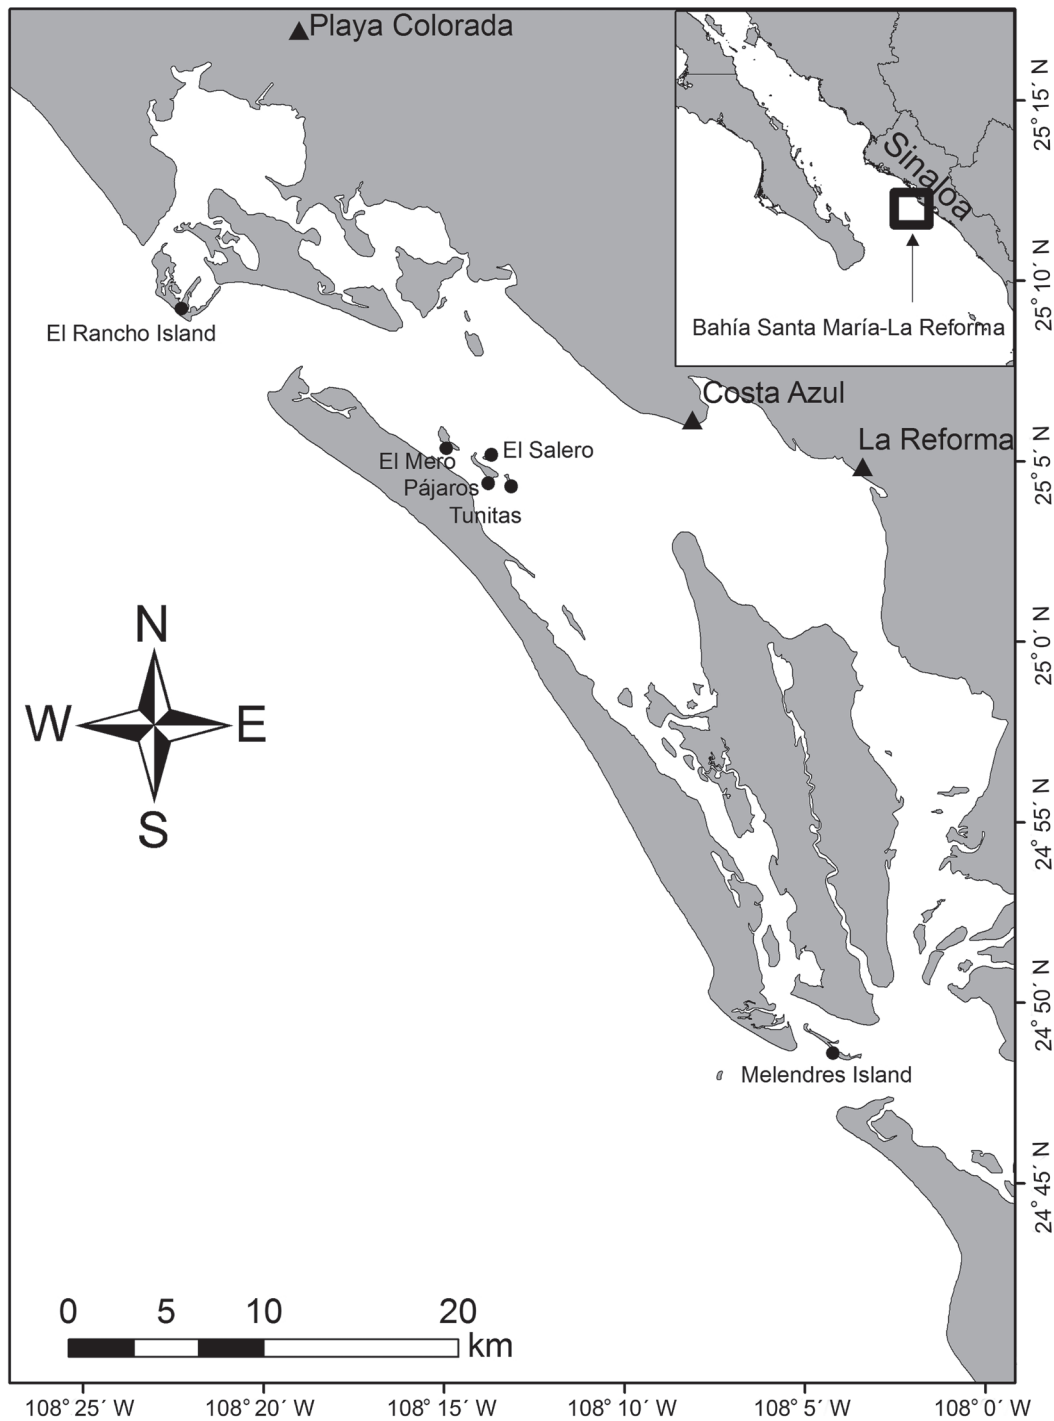 Playa Colorada
Sinaloa
Bahía Santa María-La Reforma
El Rancho Island
Costa Azul
La Reforma
El Salero
El Mero
Pájaros
Tunitas
N
W E
S
Melendres Island
0 5 10 20
km
25° 15´ N
25° 10´ N
25° 5´ N
25° 0´ N
24° 55´ N
24° 50´ N
24° 45´ N
108° 25´ W 108° 20´ W 108° 15´ W 108° 10´ W 108° 5´ W 108° 0´ W